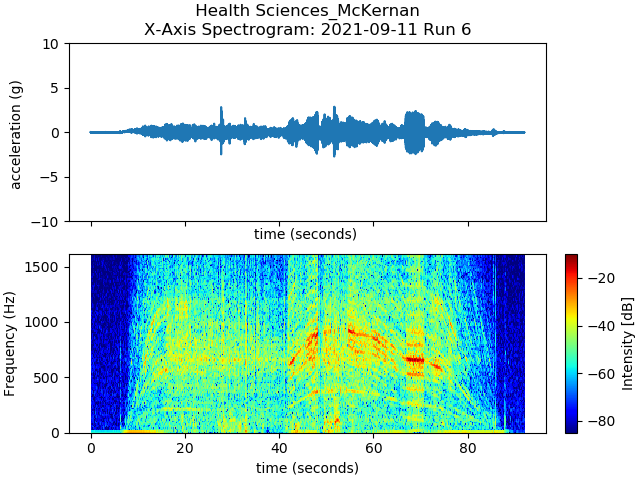 Health Sciences_McKernan
X-Axis Spectrogram: 2021-09-11 Run 6
10
5
0
−5
−10
acceleration (g)
time (seconds)
1500
1000
500
0
Frequency (Hz)
0
20
40
60
80
time (seconds)
−20
−40
−60
−80
Intensity [dB]